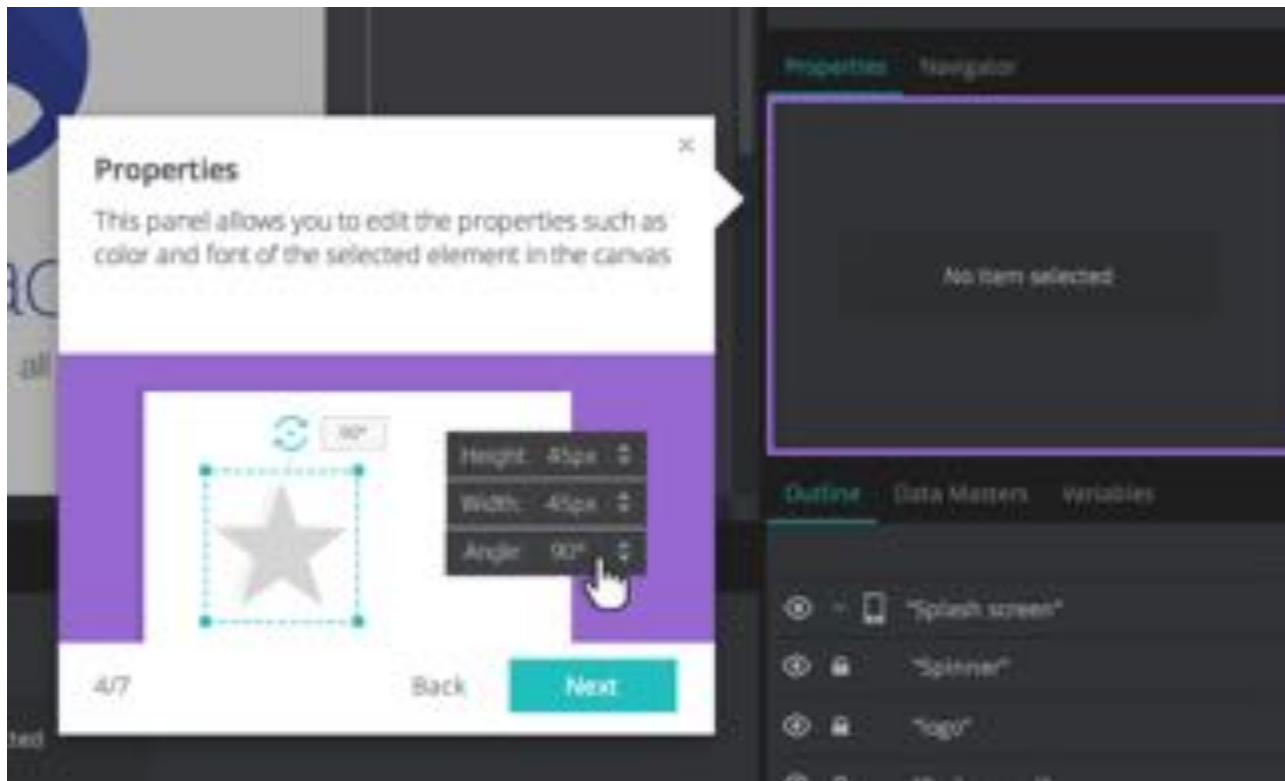 Properties Navigator
Properties
This panel allows you to edit the properties such as
color and font of the selected element in the canvas
No item selected
all
90°
Height: 45px
Width: 45px
Angle: 90°
Outline Data Masters Variables
"Splash screen"
"Spinner"
"logo"
4/7 Back Next